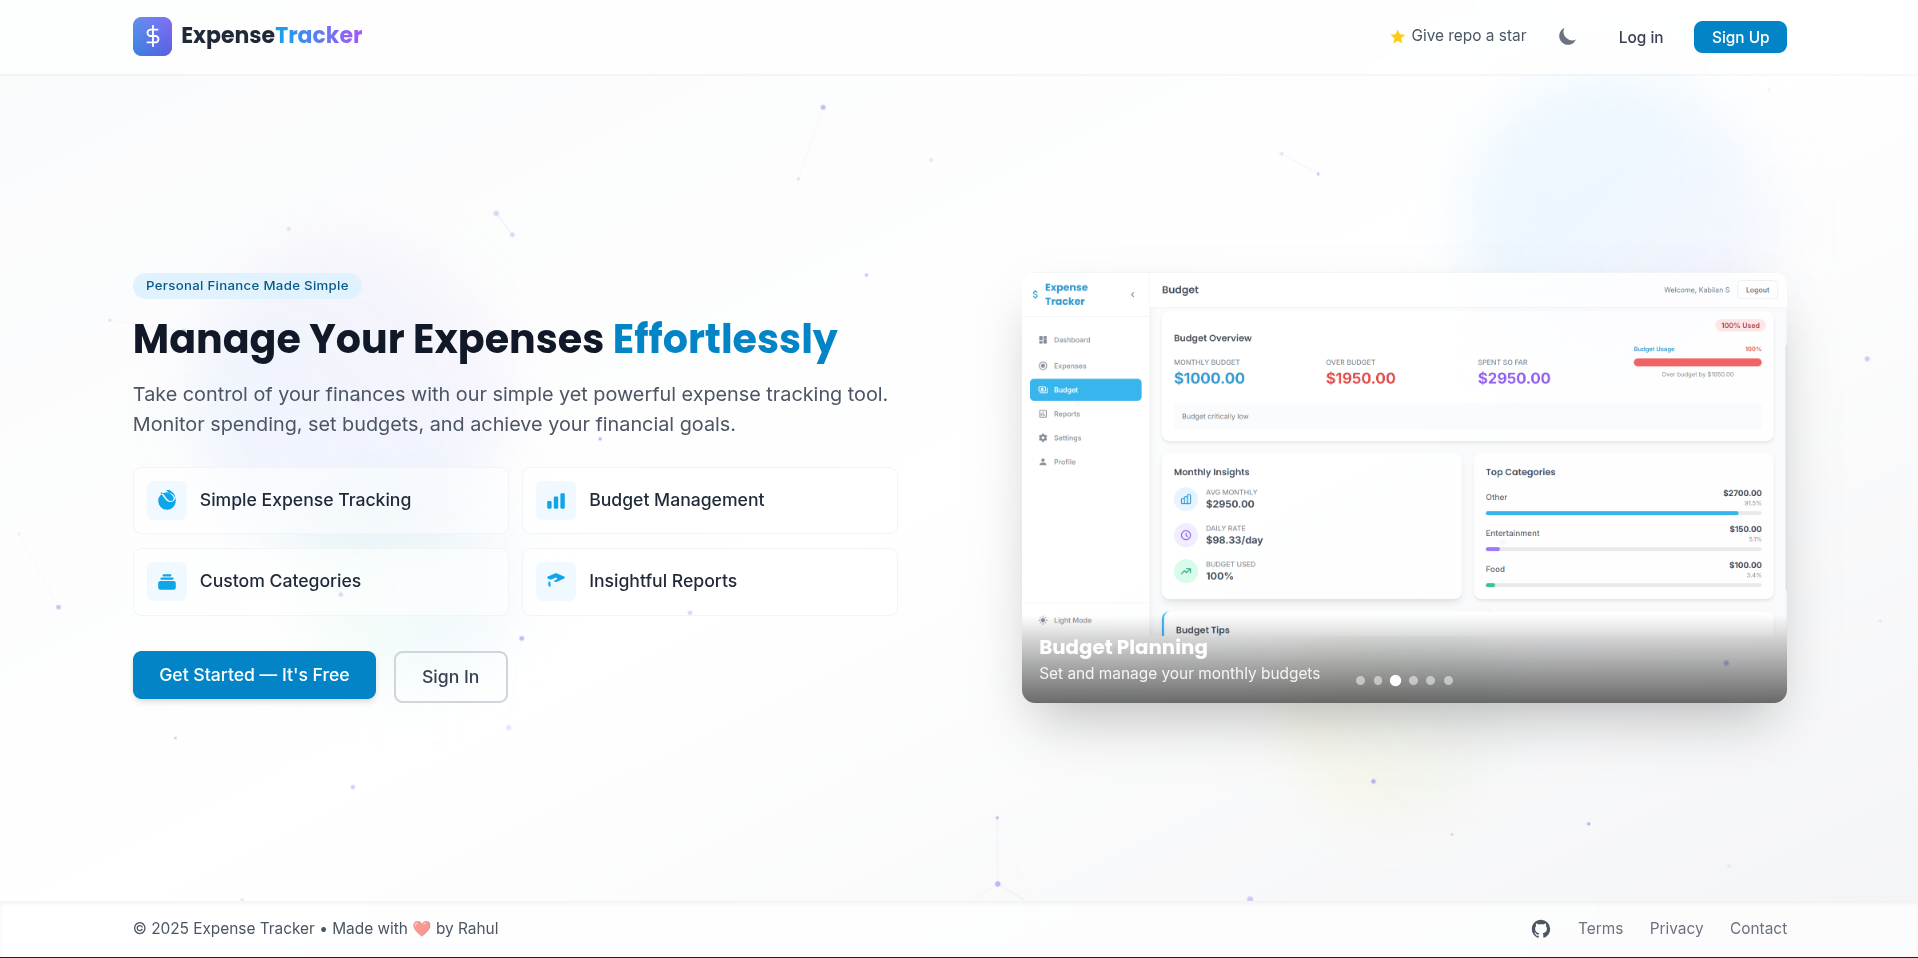 ExpenseTracker
Give repo a star
Log in
Sign Up
Personal Finance Made Simple
Manage Your Expenses Effortlessly
Take control of your finances with our simple yet powerful expense tracking tool.
Monitor spending, set budgets, and achieve your financial goals.
Simple Expense Tracking
Budget Management
Custom Categories
Insightful Reports
Get Started — It's Free
Sign In
$ Expense
Tracker
Dashboard
Expenses
Budget
Reports
Settings
Profile
Light Mode
Budget
Welcome, Kabilan S
Logout
100% Used
Budget Overview
MONTHLY BUDGET
$1000.00
OVER BUDGET
$1950.00
SPENT SO FAR
$2950.00
Budget Usage 100%
Over budget by $1950.00
Budget critically low
Monthly Insights
AVG MONTHLY
$2950.00
DAILY RATE
$98.33/day
BUDGET USED
100%
Top Categories
Other $2700.00
91.5%
Entertainment $150.00
5.1%
Food $100.00
3.4%
Budget Tips
Budget Planning
Set and manage your monthly budgets
© 2025 Expense Tracker • Made with ❤️ by Rahul
Terms
Privacy
Contact